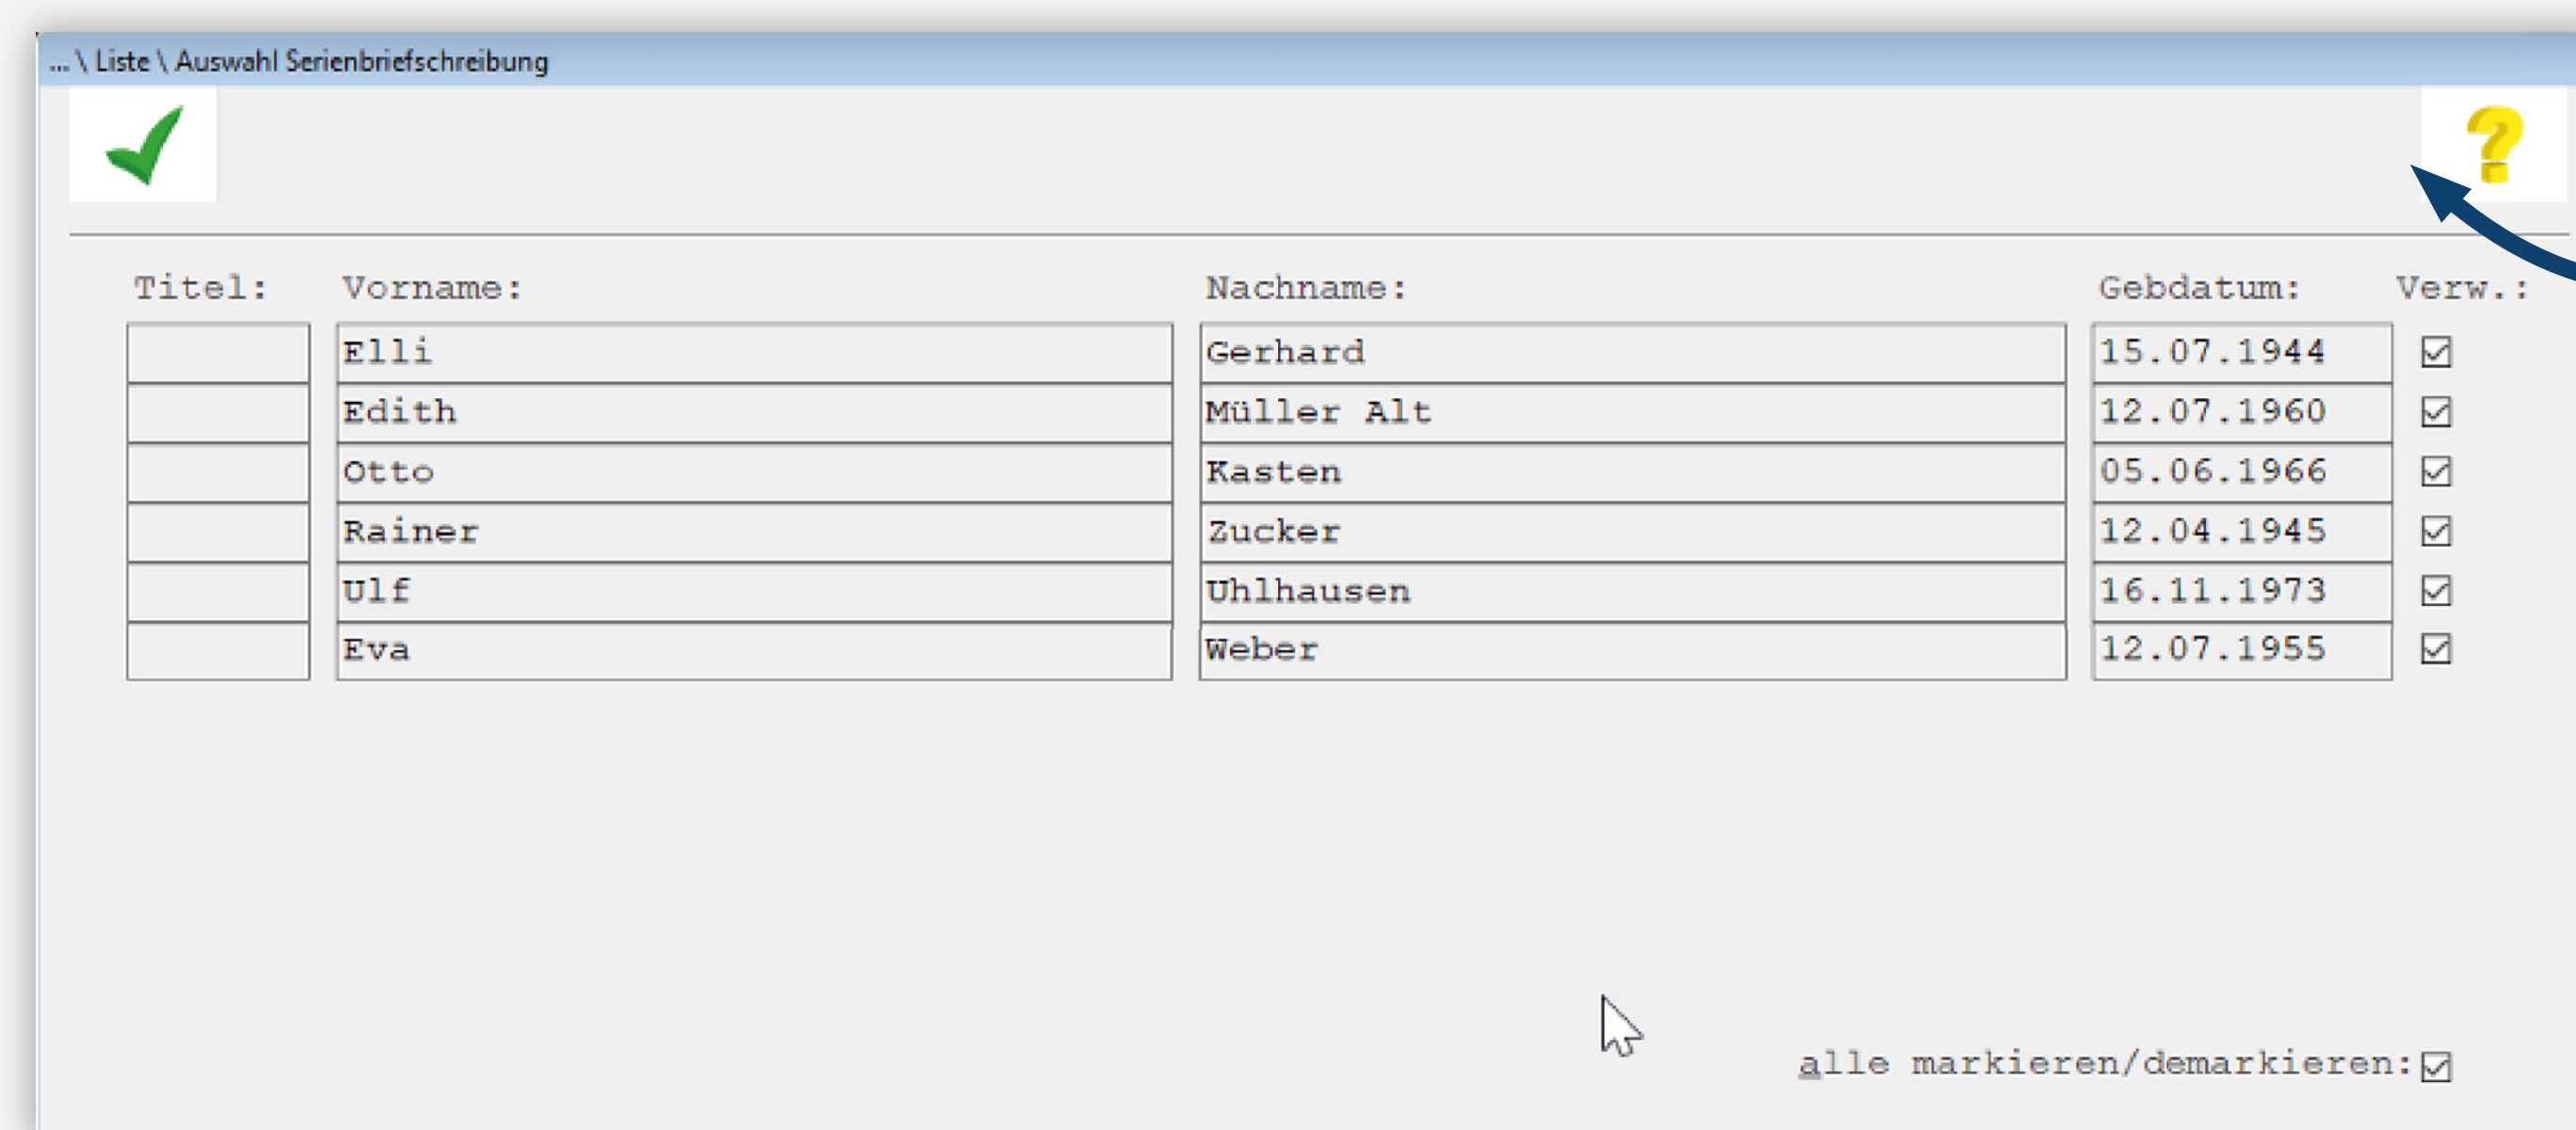 ... \ Liste \ Auswahl Serienbriefschreibung
Titel: Vorname: Nachname: Gebdatum: Verw.:
Elli Gerhard 15.07.1944
Edith Müller Alt 12.07.1960
Otto Kasten 05.06.1966
Rainer Zucker 12.04.1945
Ulf Uhlhausen 16.11.1973
Eva Weber 12.07.1955
alle markieren/demarkieren: